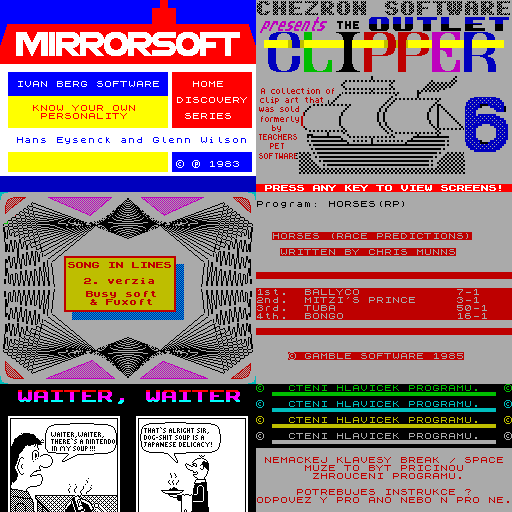 MIRRORSOFT
IVAN BERG SOFTWARE
KNOW YOUR OWN
PERSONALITY
HOME
DISCOVERY
SERIES
Hans Eysenck and Glenn Wilson
© ℗ 1983
CHEZRON SOFTWARE
presents THE OUTLET
CLIPPER
A collection of
clip art that
was sold
formerly
by
TEACHERS
PET
SOFTWARE
6
PRESS ANY KEY TO VIEW SCREENS!
SONG IN LINES
2. verzia
Busy soft
& Fuxoft
Program: HORSES(RP)
HORSES (RACE PREDICTIONS)
WRITTEN BY CHRIS MUNNS
1st. BALLYCO 7-1
2nd. MITZI'S PRINCE 3-1
3rd. TUBA 50-1
4th. BONGO 16-1
© GAMBLE SOFTWARE 1985
WAITER, WAITER
WAITER, WAITER,
THERE'S A NINTENDO
IN MY SOUP!!!
THAT'S ALRIGHT SIR,
DOG-SHIT SOUP IS A
JAPANESE DELICACY!
© CTENI HLAVICEK PROGRAMU. ©
© CTENI HLAVICEK PROGRAMU. ©
© CTENI HLAVICEK PROGRAMU. ©
© CTENI HLAVICEK PROGRAMU. ©
NEMACKEJ KLAVESY BREAK / SPACE
MUZE TO BYT PRICINOU
ZHROUCENI PROGRAMU.
POTREBUJES INSTRUKCE ?
ODPOVEZ Y PRO ANO NEBO N PRO NE.